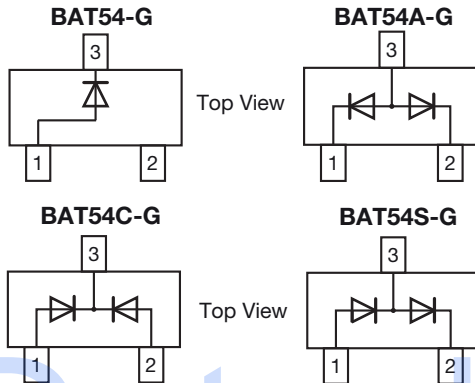 BAT54-G BAT54A-G
3 3
Top View
1 2 1 2
BAT54C-G BAT54S-G
3 3
Top View
1 2 1 2